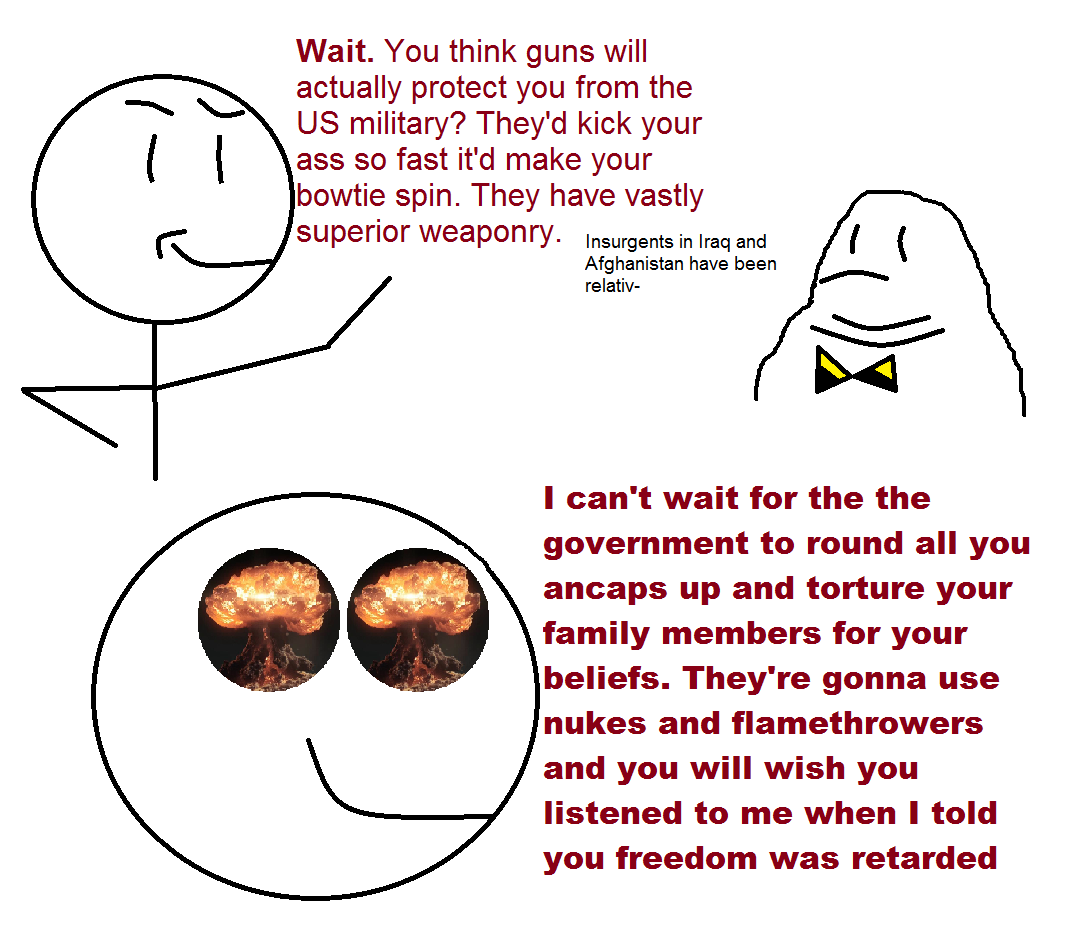 Wait. You think guns will
actually protect you from the
US military? They'd kick your
ass so fast it'd make your
bowtie spin. They have vastly
superior weaponry.
Insurgents in Iraq and
Afghanistan have been
relativ-
I can't wait for the the
government to round all you
ancaps up and torture your
family members for your
beliefs. They're gonna use
nukes and flamethrowers
and you will wish you
listened to me when I told
you freedom was retarded